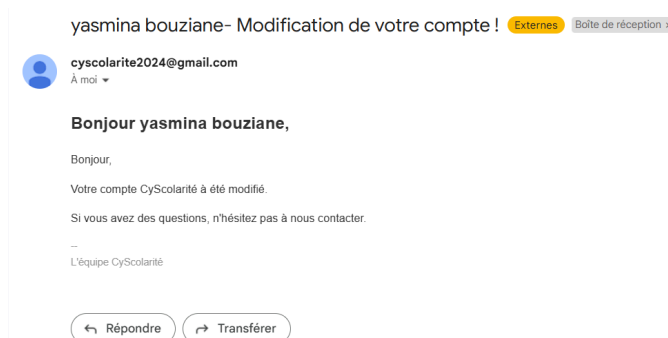 yasmina bouziane- Modification de votre compte ! Externes Boîte de réception ×
cyscolarite2024@gmail.com
À moi
Bonjour yasmina bouziane,
Bonjour,
Votre compte CyScolarité à été modifié.
Si vous avez des questions, n'hésitez pas à nous contacter.
--
L'équipe CyScolarité
Répondre Transférer